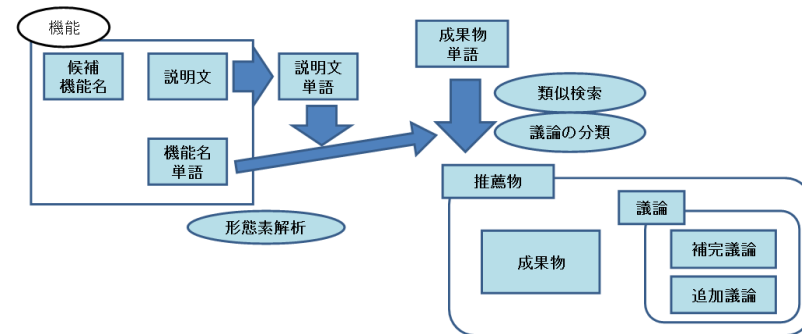 機能
候補
機能名
説明文
説明文
単語
機能名
単語
形態素解析
成果物
単語
類似検索
議論の分類
推薦物
成果物
議論
補完議論
追加議論